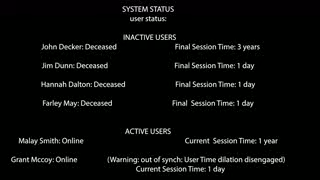 SYSTEM STATUS
user status:
INACTIVE USERS
John Decker: Deceased Final Session Time: 3 years
Jim Dunn: Deceased Final Session Time: 1 day
Hannah Dalton: Deceased Final Session Time: 1 day
Farley May: Deceased Final Session Time: 1 day
ACTIVE USERS
Malay Smith: Online Current Session Time: 1 year
Grant Mccoy: Online (Warning: out of synch: User Time dilation disengaged)
Current Session Time: 1 day